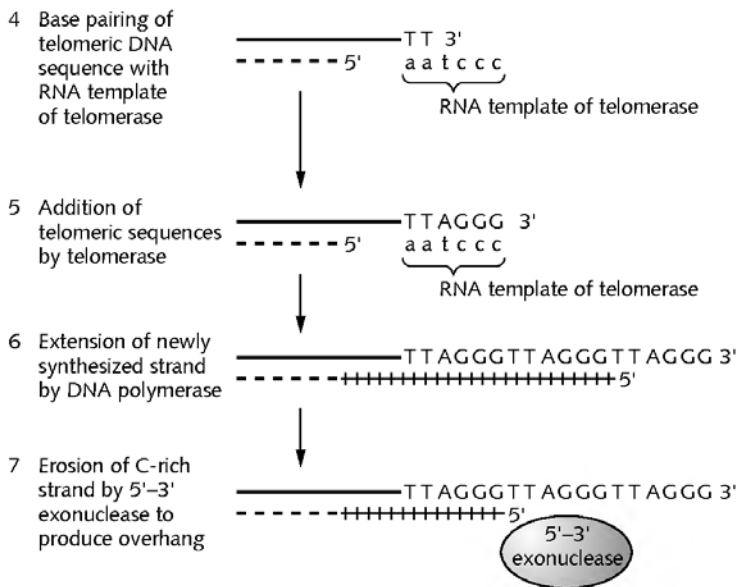 4 Base pairing of
telomeric DNA
sequence with
RNA template
of telomerase
TT 3'
5' aatccc
RNA template of telomerase
5 Addition of
telomeric sequences
by telomerase
TTAGGG 3'
5' aatccc
RNA template of telomerase
6 Extension of newly
synthesized strand
by DNA polymerase
TTAGGGTTAGGGTTAGGG 3'
5'
7 Erosion of C-rich
strand by 5'–3'
exonuclease to
produce overhang
TTAGGGTTAGGGTTAGGG 3'
5'
5'–3'
exonuclease